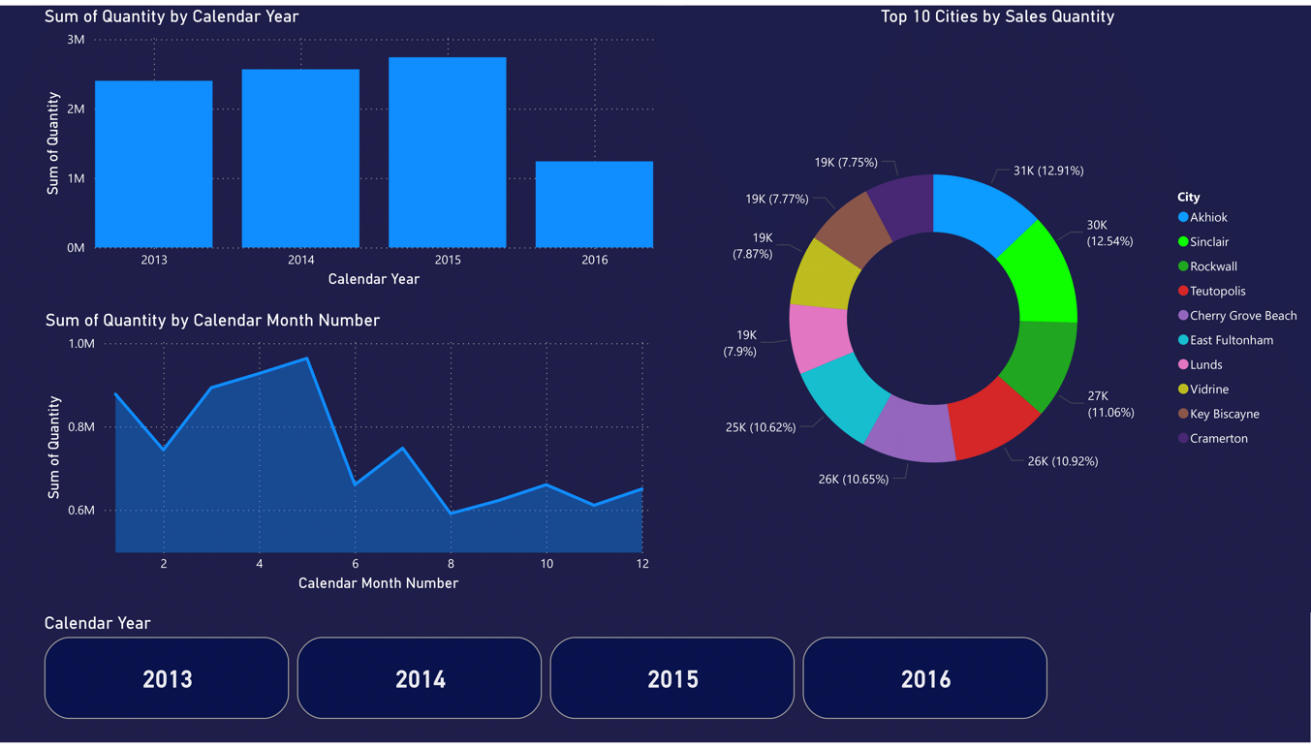 Sum of Quantity by Calendar Year
3M
2M
1M
0M
Sum of Quantity
2013
2014
2015
2016
Calendar Year
Sum of Quantity by Calendar Month Number
1.0M
0.8M
0.6M
Sum of Quantity
2
4
6
8
10
12
Calendar Month Number
Top 10 Cities by Sales Quantity
31K (12.91%)
30K
(12.54%)
27K
(11.06%)
26K (10.92%)
26K (10.65%)
25K (10.62%)
19K
(7.9%)
19K
(7.87%)
19K (7.77%)
19K (7.75%)
City
Akhiok
Sinclair
Rockwall
Teutopolis
Cherry Grove Beach
East Fultonham
Lunds
Vidrine
Key Biscayne
Cramerton
Calendar Year
2013
2014
2015
2016